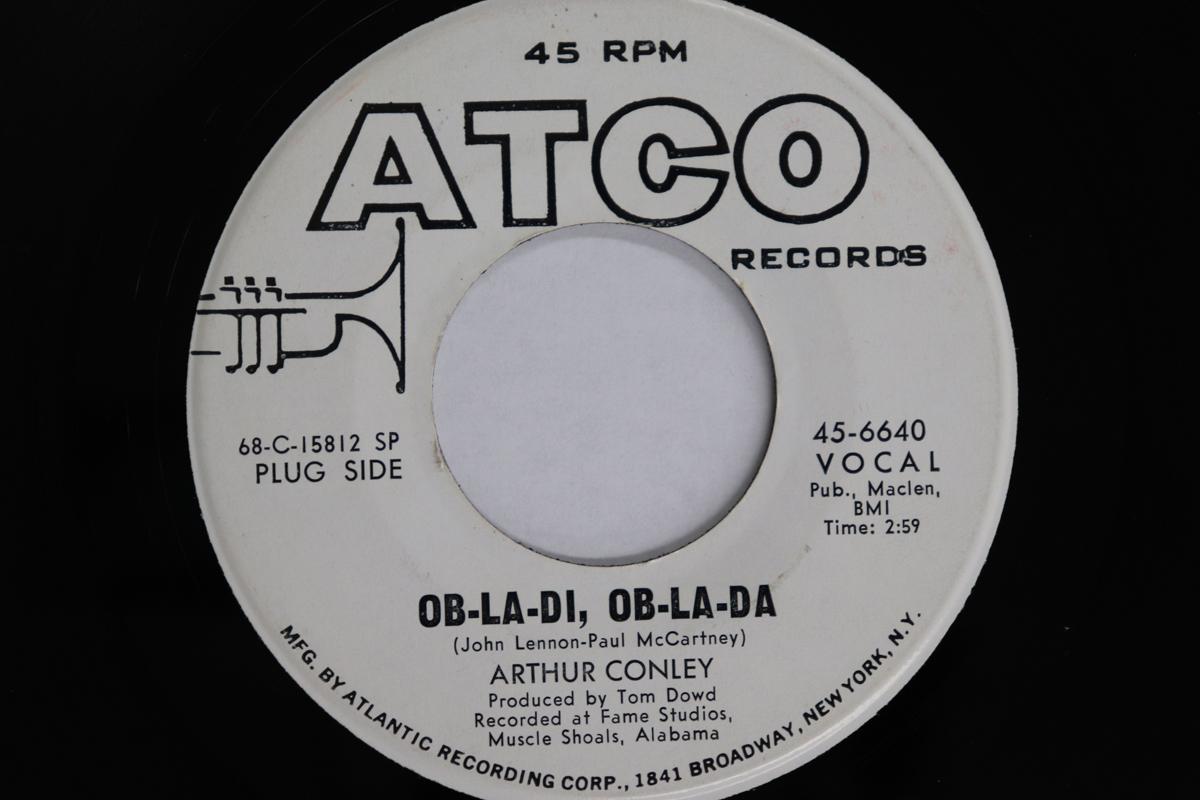 45 RPM
ATCO
RECORDS
68-C-15812 SP
PLUG SIDE
45-6640
VOCAL
Pub., Maclen,
BMI
Time: 2:59
OB-LA-DI, OB-LA-DA
(John Lennon-Paul McCartney)
ARTHUR CONLEY
Produced by Tom Dowd
Recorded at Fame Studios,
Muscle Shoals, Alabama
MFG. BY ATLANTIC RECORDING CORP., 1841 BROADWAY, NEW YORK, N.Y.